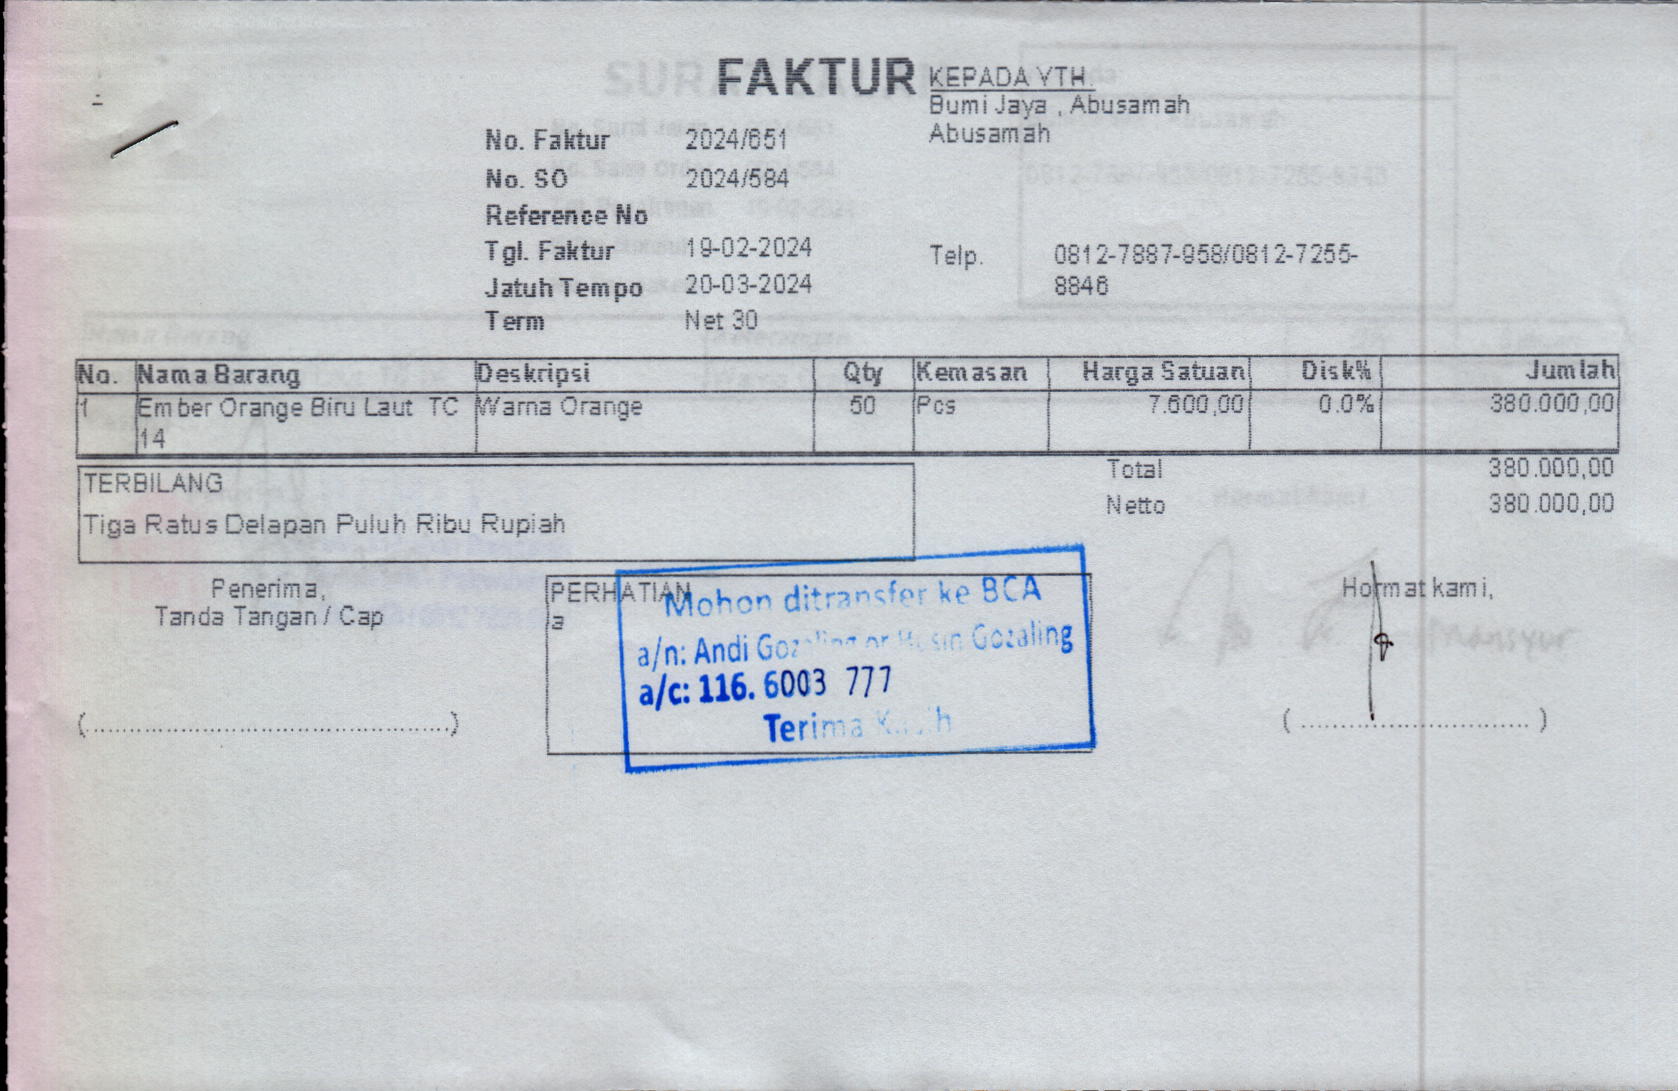 FAKTUR
No. Faktur 2024/651
No. SO 2024/584
Reference No
Tgl. Faktur 19-02-2024
Jatuh Tempo 20-03-2024
Term Net 30
KEPADA YTH.
Bumi Jaya , Abusamah
Abusamah
Telp. 0812-7887-958/0812-7255-
8846
No. Nama Barang Deskripsi Qty Kemasan Harga Satuan Disk% Jumlah
1 Ember Orange Biru Laut TC Warna Orange 50 Pcs 7.600,00 0.0% 380.000,00
14
Total 380.000,00
Netto 380.000,00
TERBILANG
Tiga Ratus Delapan Puluh Ribu Rupiah
Penerima,
Tanda Tangan / Cap
(................................................)
PERHATIAN
a
Mohon ditransfer ke BCA
a/n: Andi Gozaling or Gozaling
a/c: 116. 6003 777
Terima Kasih
Hormat kami,
( ............................... )